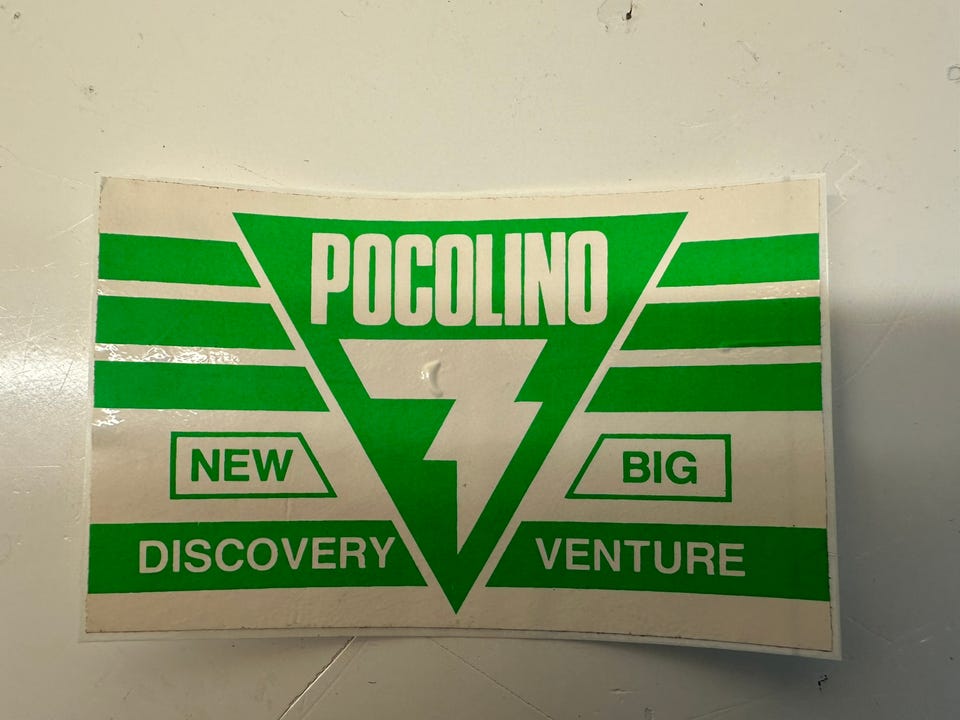 POCOLINO
NEW
BIG
DISCOVERY
VENTURE